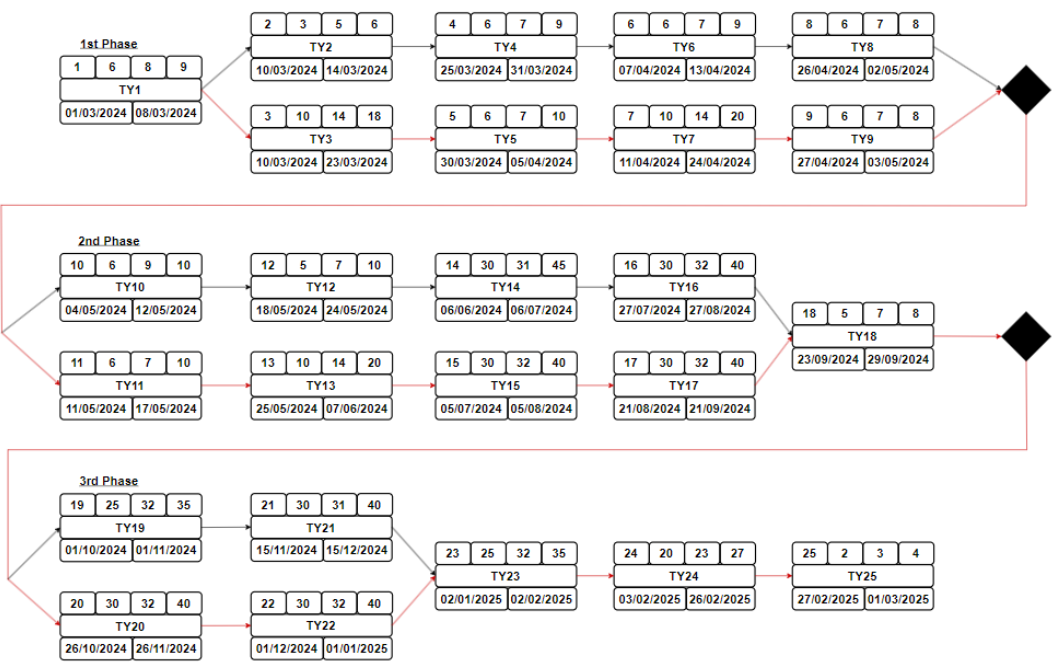 1st Phase
1 6 8 9
TY1
01/03/2024 08/03/2024
2 3 5 6
TY2
10/03/2024 14/03/2024
4 6 7 9
TY4
25/03/2024 31/03/2024
6 6 7 9
TY6
07/04/2024 13/04/2024
8 6 7 8
TY8
26/04/2024 02/05/2024
3 10 14 18
TY3
10/03/2024 23/03/2024
5 6 7 10
TY5
30/03/2024 05/04/2024
7 10 14 20
TY7
11/04/2024 24/04/2024
9 6 7 8
TY9
27/04/2024 03/05/2024
2nd Phase
10 6 9 10
TY10
04/05/2024 12/05/2024
12 5 7 10
TY12
18/05/2024 24/05/2024
14 30 31 45
TY14
06/06/2024 06/07/2024
16 30 32 40
TY16
27/07/2024 27/08/2024
11 6 7 10
TY11
11/05/2024 17/05/2024
13 10 14 20
TY13
25/05/2024 07/06/2024
15 30 32 40
TY15
05/07/2024 05/08/2024
17 30 32 40
TY17
21/08/2024 21/09/2024
18 5 7 8
TY18
23/09/2024 29/09/2024
3rd Phase
19 25 32 35
TY19
01/10/2024 01/11/2024
21 30 31 40
TY21
15/11/2024 15/12/2024
20 30 32 40
TY20
26/10/2024 26/11/2024
22 30 32 40
TY22
01/12/2024 01/01/2025
23 25 32 35
TY23
02/01/2025 02/02/2025
24 20 23 27
TY24
03/02/2025 26/02/2025
25 2 3 4
TY25
27/02/2025 01/03/2025